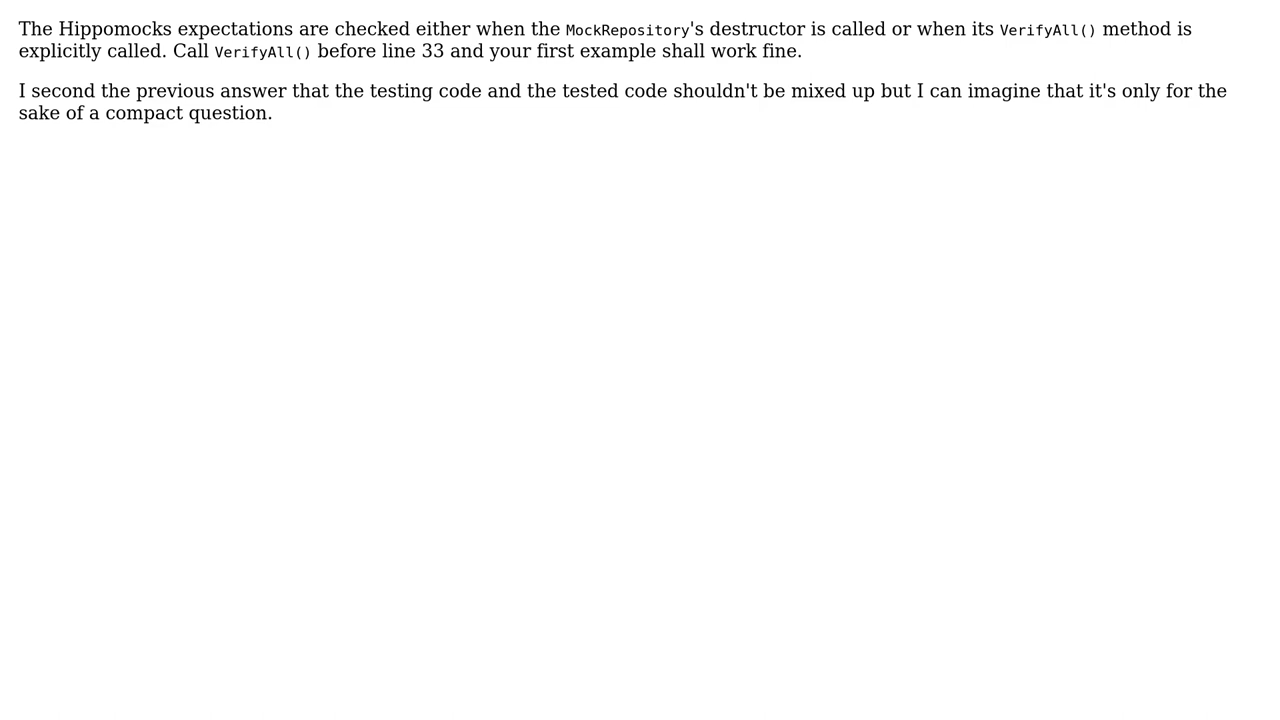 The Hippomocks expectations are checked either when the MockRepository's destructor is called or when its VerifyAll() method is
explicitly called. Call VerifyAll() before line 33 and your first example shall work fine.
I second the previous answer that the testing code and the tested code shouldn't be mixed up but I can imagine that it's only for the
sake of a compact question.